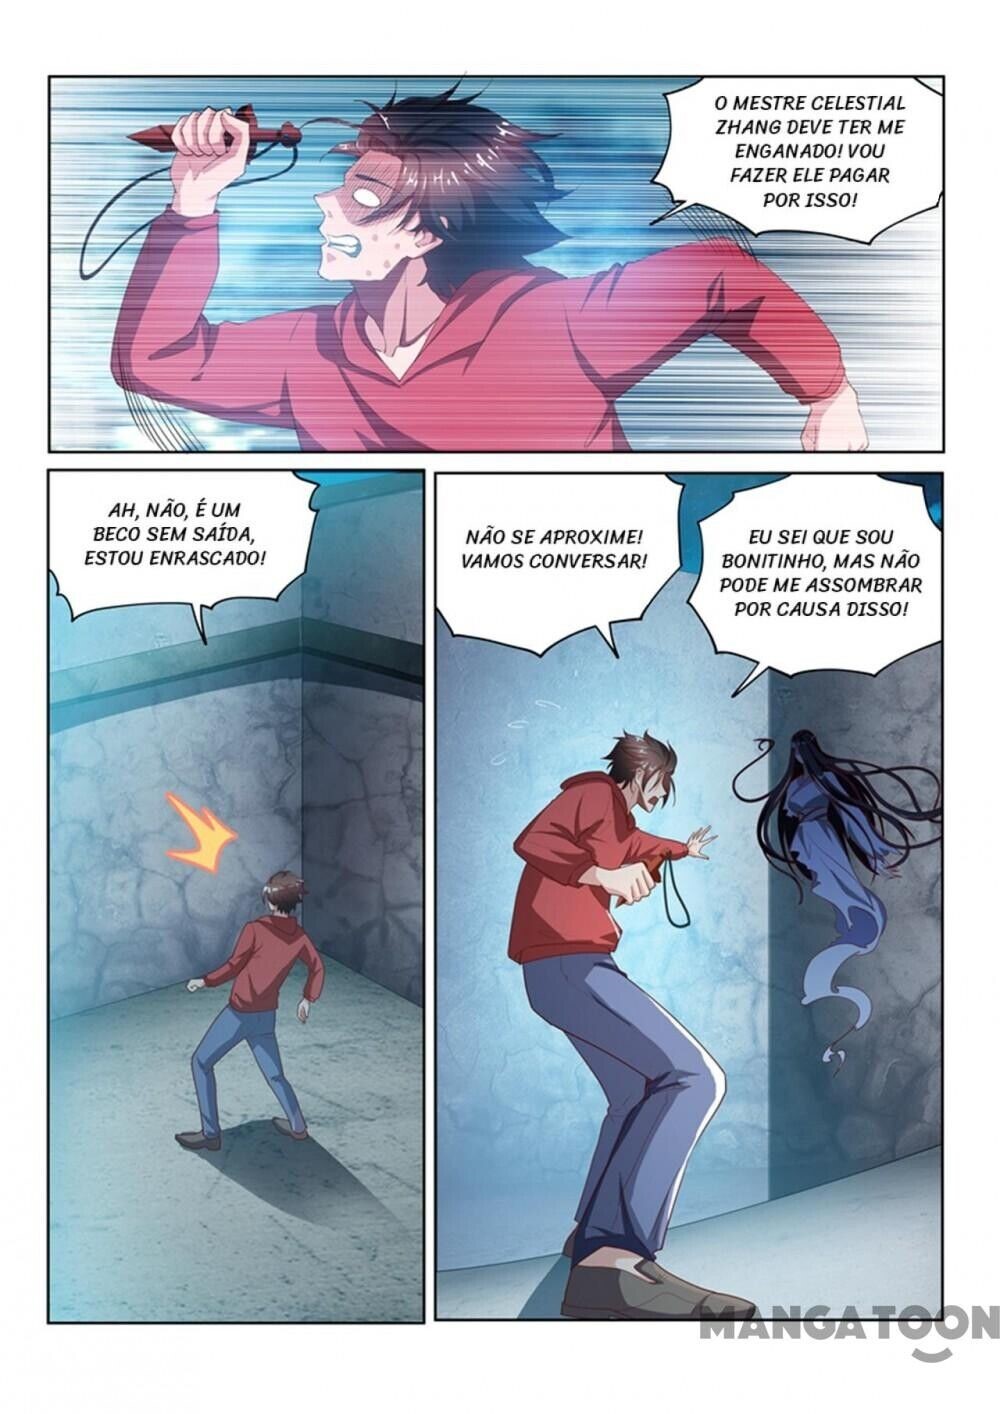 O MESTRE CELESTIAL
ZHANG DEVE TER ME
ENGANADO! VOU
FAZER ELE PAGAR
POR ISSO!
AH, NÃO, É UM
BECO SEM SAÍDA,
ESTOU ENRASCADO!
NÃO SE APROXIME!
VAMOS CONVERSAR!
EU SEI QUE SOU
BONITINHO, MAS NÃO
PODE ME ASSOMBRAR
POR CAUSA DISSO!
MANGATOON